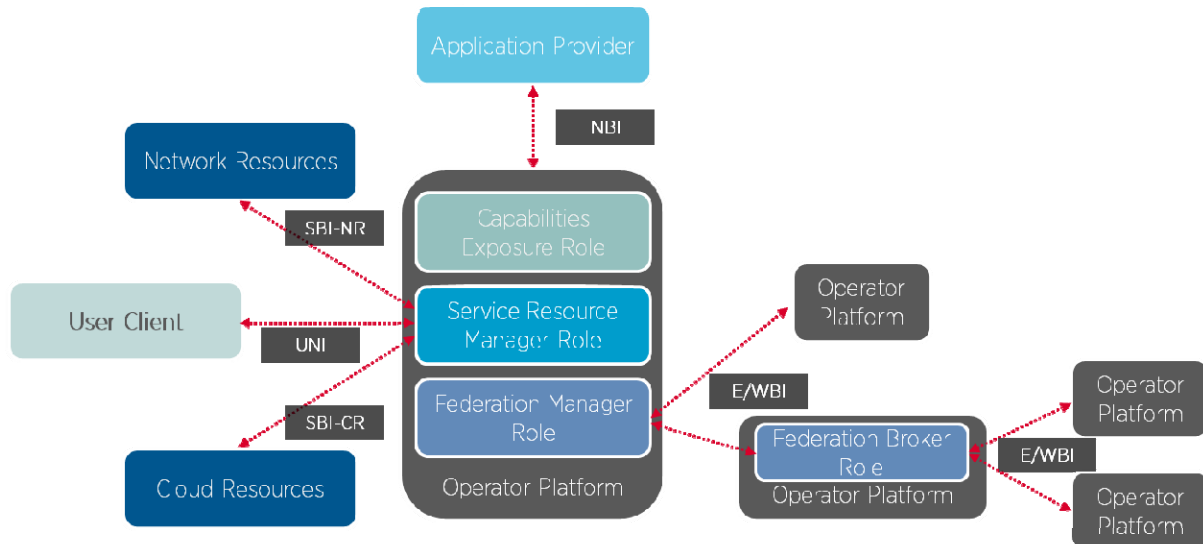 Application Provider
NBI
Network Resources
SBI-NR
Capabilities
Exposure Role
User Client
UNI
Service Resource
Manager Role
Operator
Platform
SBI-CR
Federation Manager
Role
E/WBI
Operator
Platform
Cloud Resources
Operator Platform
Federation Broker
Role
Operator Platform
E/WBI
Operator
Platform